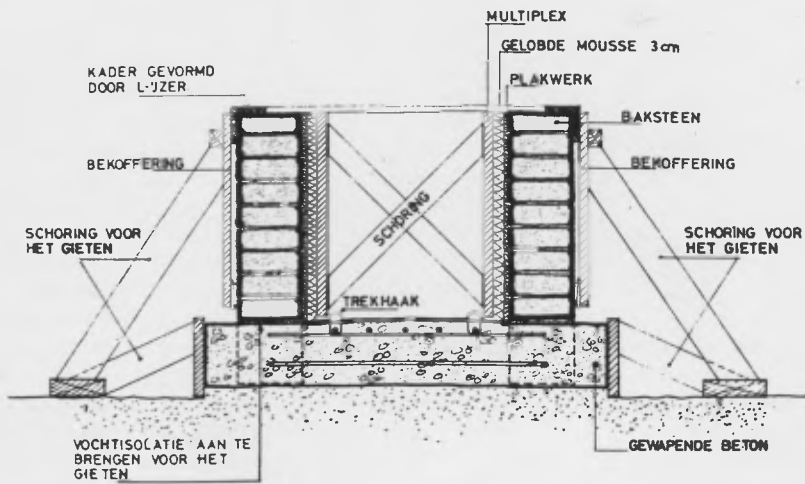 MULTIPLEX
GELOBDE MOUSSE 3cm
PLAKWERK
KADER GEVORMD
DOOR L-IJZER
BAKSTEEN
BEKOFFERING
BEKOFFERING
SCHORING
SCHORING VOOR
HET GIETEN
SCHORING VOOR
HET GIETEN
TREKHAAK
VOCHTISOLATIE AAN TE
BRENGEN VOOR HET
GIETEN
GEWAPENDE BETON